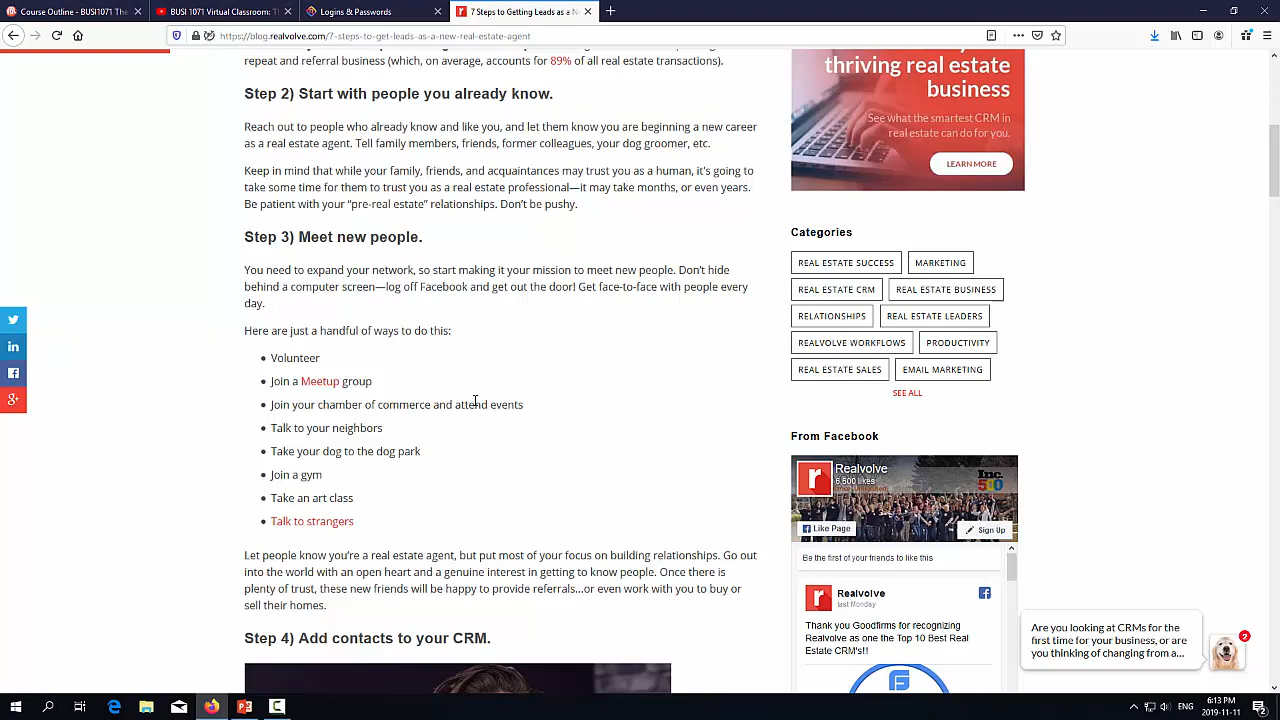 Course Outline - BUSI1071 The
BUSI 1071 Virtual Classroom: T
Logins & Passwords
7 Steps to Getting Leads as a N
https://blog.realvolve.com/7-steps-to-get-leads-as-a-new-real-estate-agent
repeat and referral business (which, on average, accounts for 89% of all real estate transactions).
Step 2) Start with people you already know.
Reach out to people who already know and like you, and let them know you are beginning a new career
as a real estate agent. Tell family members, friends, former colleagues, your dog groomer, etc.
Keep in mind that while your family, friends, and acquaintances may trust you as a human, it's going to
take some time for them to trust you as a real estate professional—it may take months, or even years.
Be patient with your “pre-real estate” relationships. Don’t be pushy.
Step 3) Meet new people.
You need to expand your network, so start making it your mission to meet new people. Don’t hide
behind a computer screen—log off Facebook and get out the door! Get face-to-face with people every
day.
Here are just a handful of ways to do this:
Volunteer
Join a Meetup group
Join your chamber of commerce and attend events
Talk to your neighbors
Take your dog to the dog park
Join a gym
Take an art class
Talk to strangers
Let people know you’re a real estate agent, but put most of your focus on building relationships. Go out
into the world with an open heart and a genuine interest in getting to know people. Once there is
plenty of trust, these new friends will be happy to provide referrals…or even work with you to buy or
sell their homes.
Step 4) Add contacts to your CRM.
thriving real estate
business
See what the smartest CRM in
real estate can do for you.
LEARN MORE
Categories
REAL ESTATE SUCCESS
MARKETING
REAL ESTATE CRM
REAL ESTATE BUSINESS
RELATIONSHIPS
REAL ESTATE LEADERS
REALVOLVE WORKFLOWS
PRODUCTIVITY
REAL ESTATE SALES
EMAIL MARKETING
SEE ALL
From Facebook
Realvolve
6,600 likes
Inc.
500
Like Page
Sign Up
Be the first of your friends to like this
Realvolve
last Monday
Thank you Goodfirms for recognizing
Realvolve as one the Top 10 Best Real
Estate CRM's!!
Are you looking at CRMs for the
first time for your business, or are
you thinking of changing from a...
2
ENG
6:13 PM
2019-11-11
2